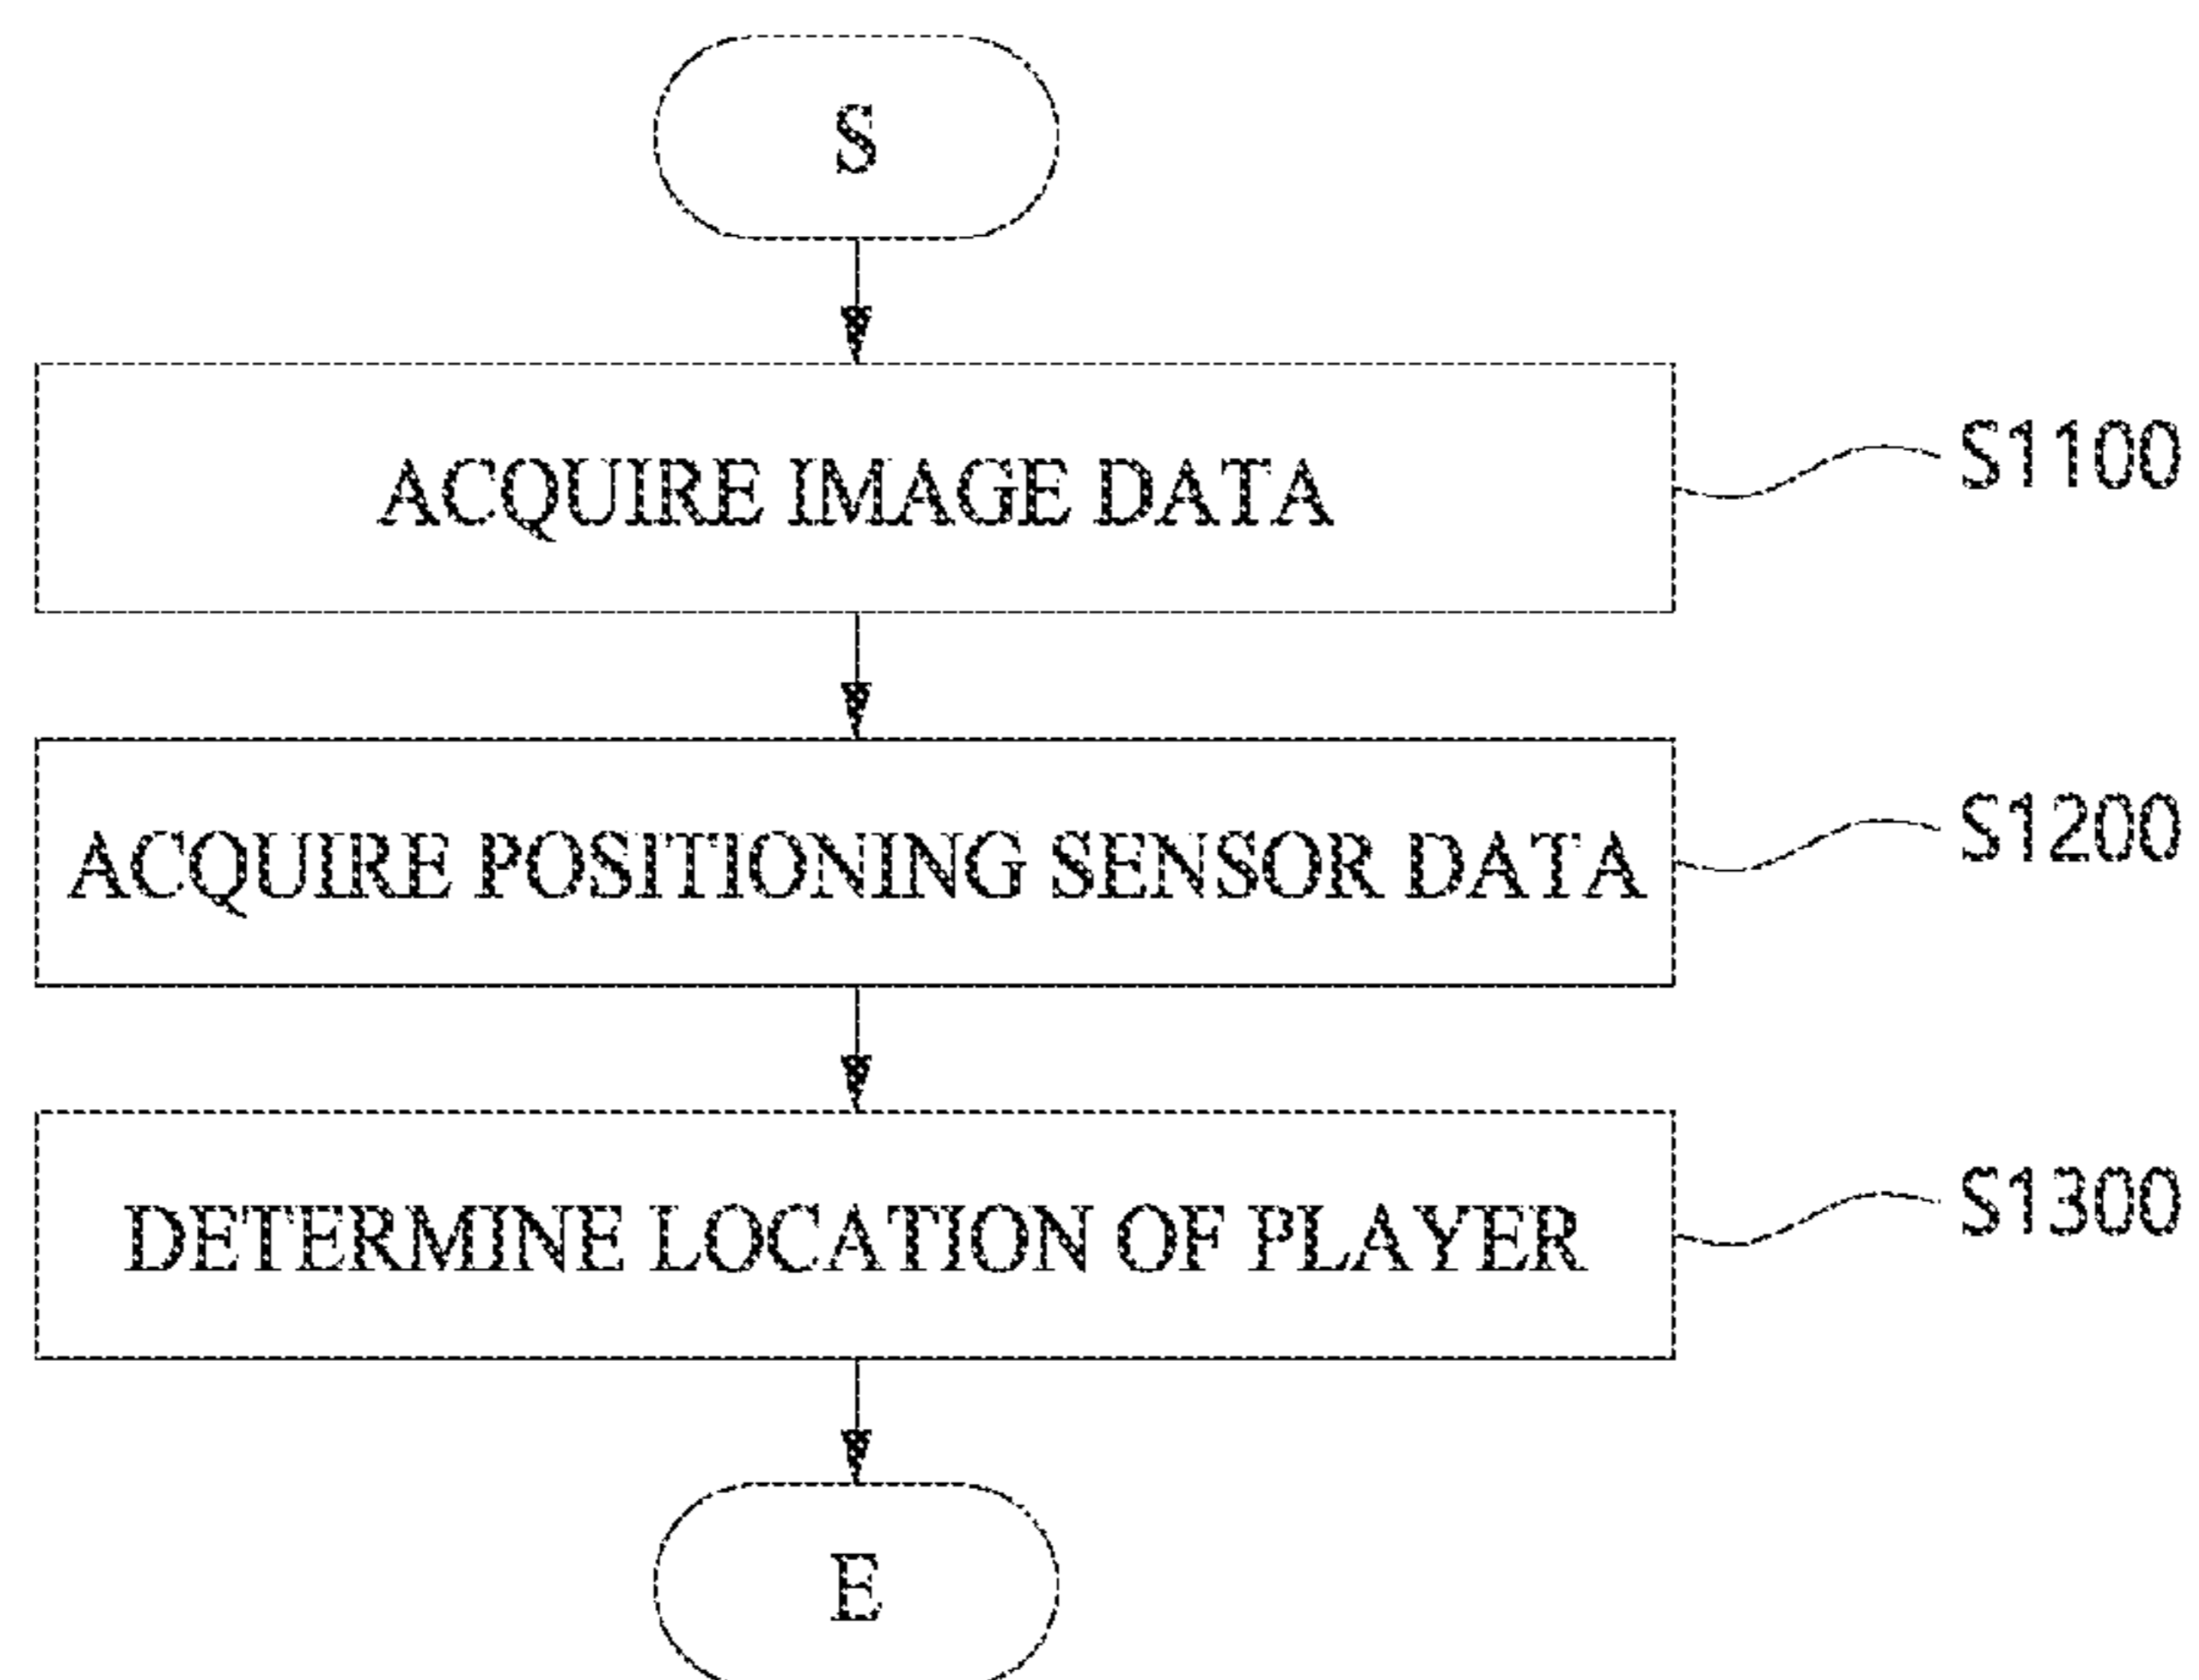 S
ACQUIRE IMAGE DATA
S1100
ACQUIRE POSITIONING SENSOR DATA
S1200
DETERMINE LOCATION OF PLAYER
S1300
E